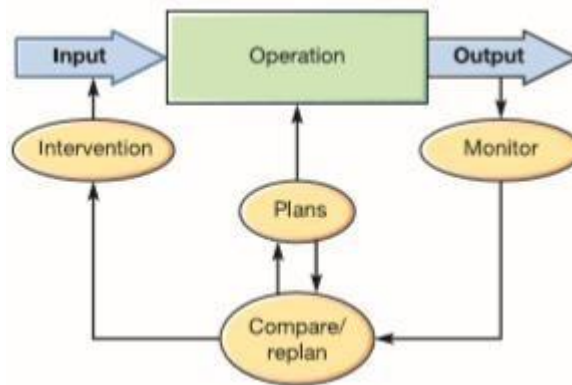 Input
Operation
Output
Intervention
Monitor
Plans
Compare/
replan